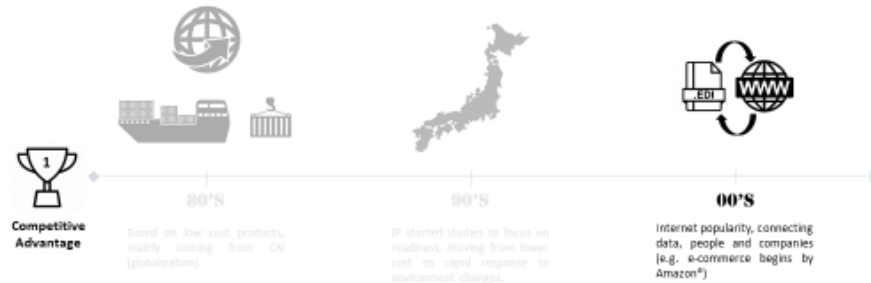 .EDI
WWW
1
Competitive
Advantage
80'S
90'S
00'S
Based on low cost products,
mainly coming from CN
(globalization).
JP started studies to focus on
readiness, moving from lower
cost to rapid response to
environment changes.
Internet popularity, connecting
data, people and companies
(e.g. e-commerce begins by
Amazon®)